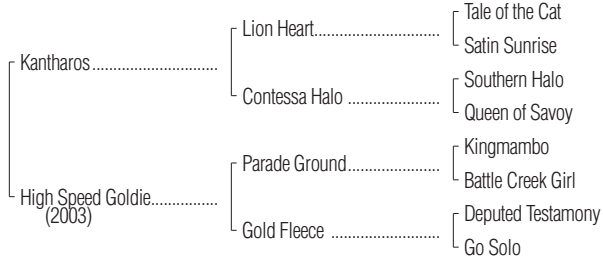 Tale of the Cat
Lion Heart..............................
Satin Sunrise
Kantharos..............................
Southern Halo
Contessa Halo ......................
Queen of Savoy
Kingmambo
Parade Ground......................
Battle Creek Girl
High Speed Goldie................
(2003)
Deputed Testamony
Gold Fleece ..........................
Go Solo